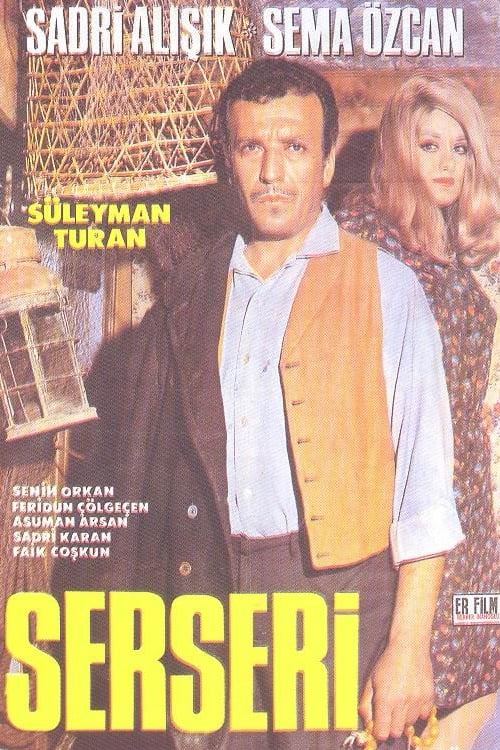 SADRİ ALIŞIK * SEMA ÖZCAN
SÜLEYMAN
TURAN
SENİH ORKAN
FERİDUN ÇÖLGEÇEN
ASUMAN ARSAN
SADRİ KARAN
FAİK COŞKUN
SERSERİ
ER FİLM